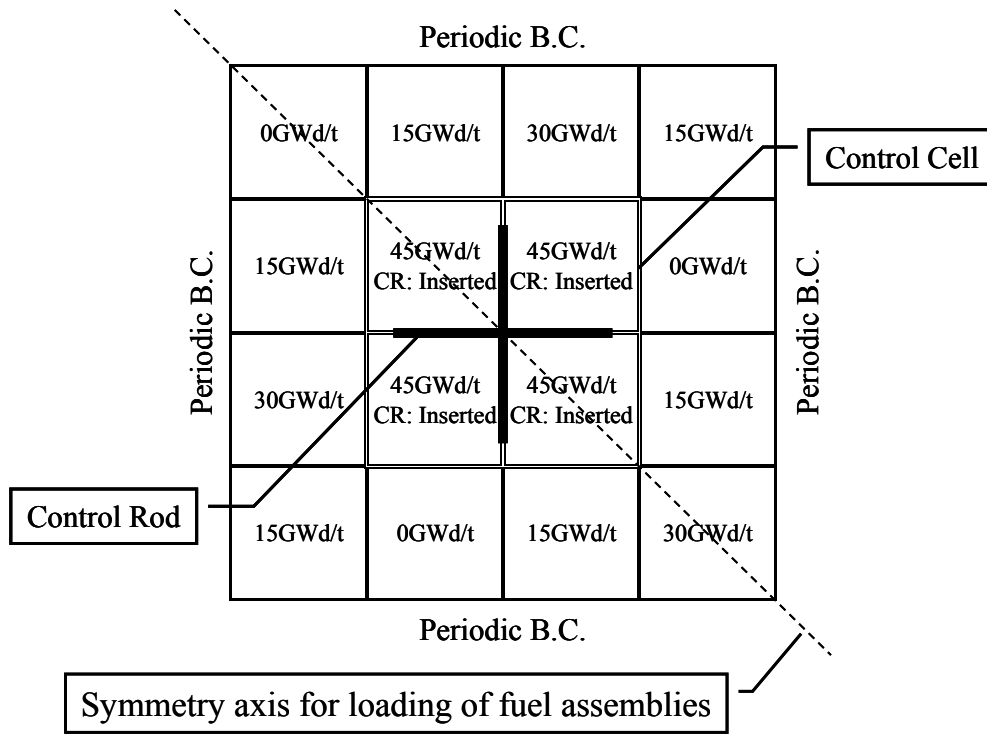 Periodic B.C.
0GWd/t
15GWd/t
30GWd/t
15GWd/t
Control Cell
15GWd/t
45GWd/t
CR: Inserted
45GWd/t
CR: Inserted
0GWd/t
Periodic B.C.
Periodic B.C.
30GWd/t
45GWd/t
CR: Inserted
45GWd/t
CR: Inserted
15GWd/t
Control Rod
15GWd/t
0GWd/t
15GWd/t
30GWd/t
Periodic B.C.
Symmetry axis for loading of fuel assemblies